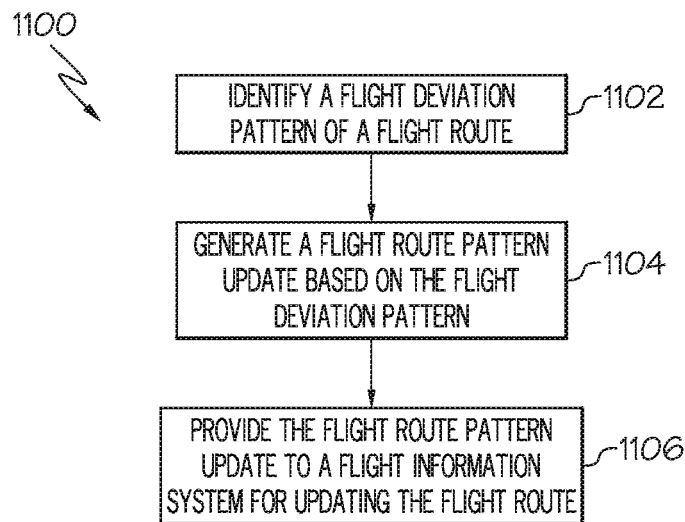 1100
IDENTIFY A FLIGHT DEVIATION
PATTERN OF A FLIGHT ROUTE
1102
GENERATE A FLIGHT ROUTE PATTERN
UPDATE BASED ON THE FLIGHT
DEVIATION PATTERN
1104
PROVIDE THE FLIGHT ROUTE PATTERN
UPDATE TO A FLIGHT INFORMATION
SYSTEM FOR UPDATING THE FLIGHT ROUTE
1106